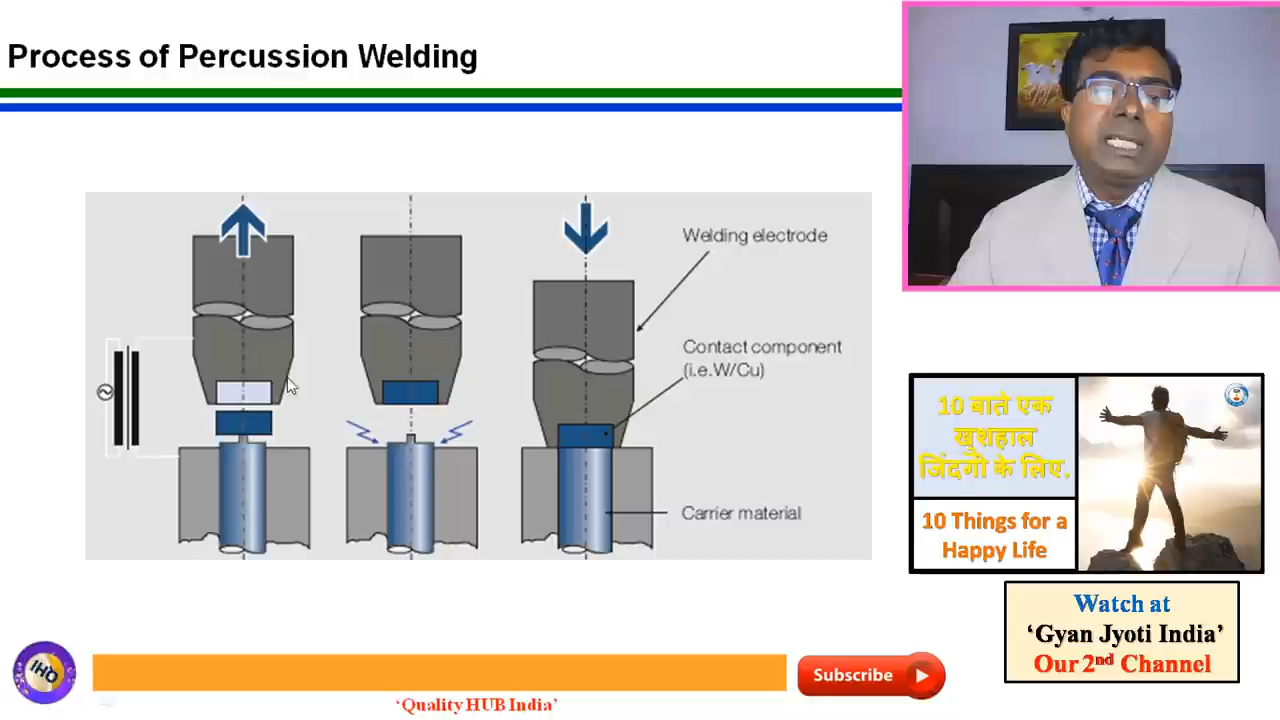 Process of Percussion Welding
Welding electrode
Contact component
(i.e.W/Cu)
Carrier material
10 बाते एक
खुशहाल
जिंदगी के लिए.
10 Things for a
Happy Life
Watch at
‘Gyan Jyoti India’
Our 2nd Channel
IHQ
Subscribe
‘Quality HUB India’